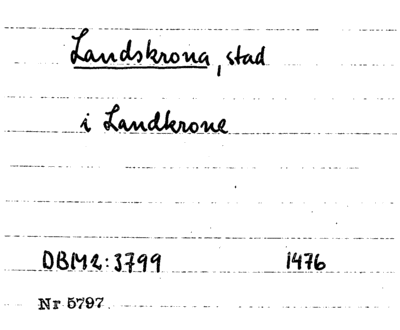 Landskrona, stad
i Landkrone
DBM2:3799 1476
Nr 5797